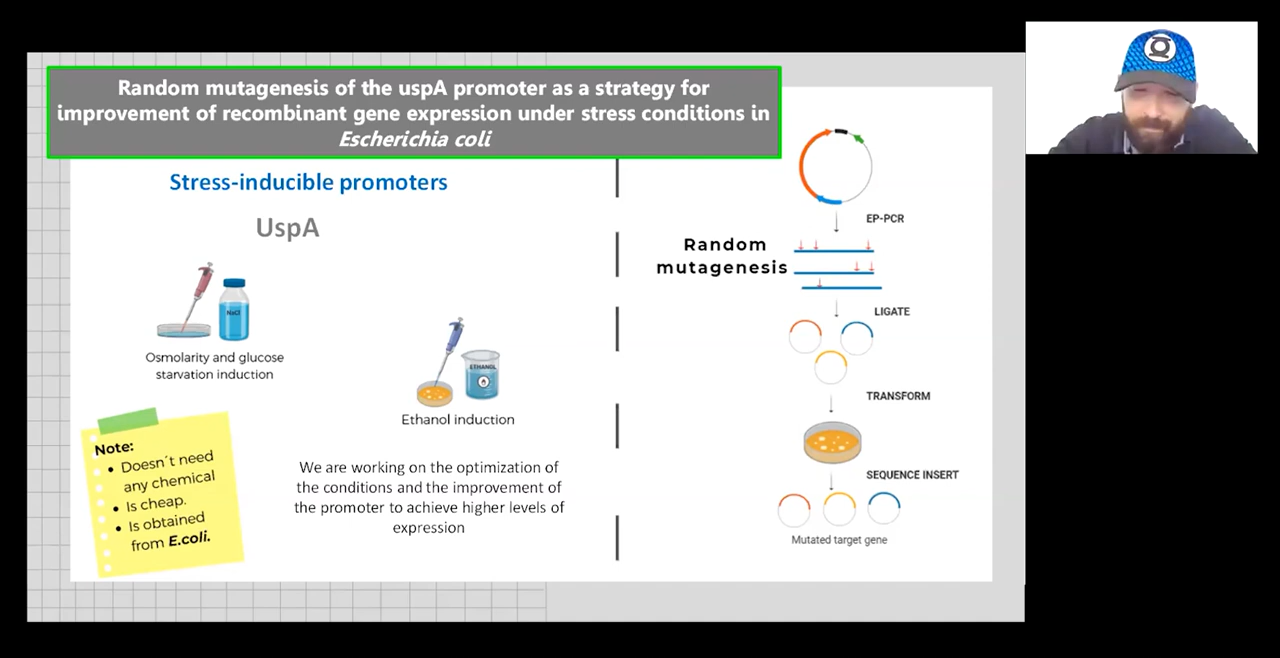 Random mutagenesis of the uspA promoter as a strategy for
improvement of recombinant gene expression under stress conditions in
Escherichia coli
Stress-inducible promoters
UspA
NaCl
Osmolarity and glucose
starvation induction
ETHANOL
Ethanol induction
Note:
• Doesn´t need
any chemical
• Is cheap.
• Is obtained
from E.coli.
We are working on the optimization of
the conditions and the improvement of
the promoter to achieve higher levels of
expression
Random
mutagenesis
EP-PCR
LIGATE
TRANSFORM
SEQUENCE INSERT
Mutated target gene